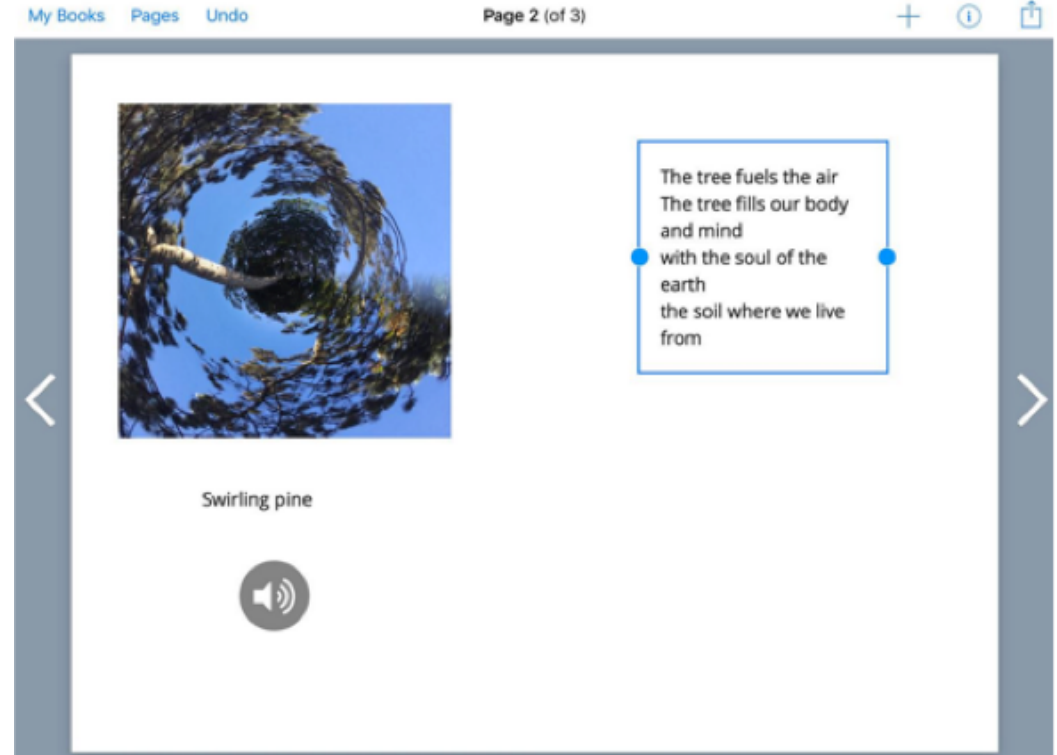 My Books Pages Undo Page 2 (of 3)
The tree fuels the air
The tree fills our body
and mind
with the soul of the
earth
the soil where we live
from
Swirling pine